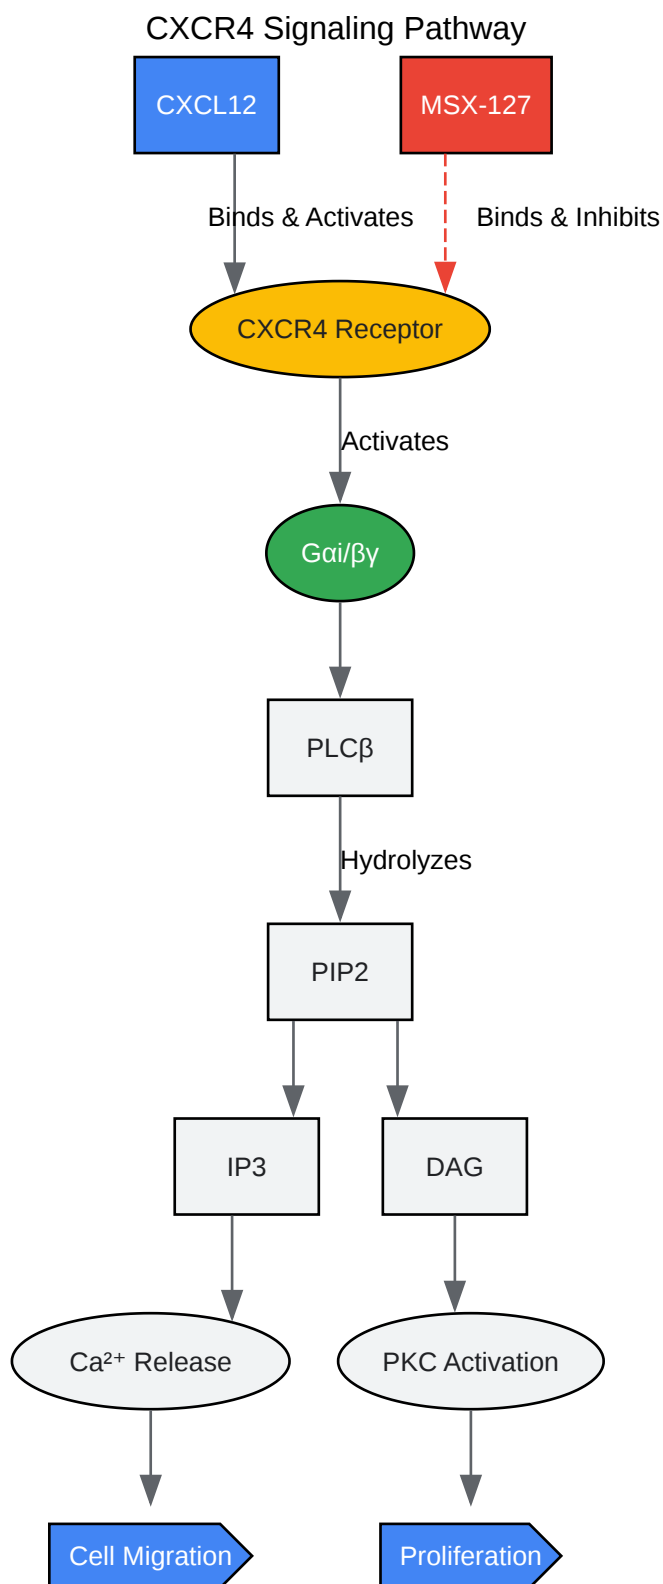 CXCR4 Signaling Pathway
CXCL12
MSX-127
Binds & Activates
Binds & Inhibits
CXCR4 Receptor
Activates
Gαi/βγ
PLCβ
Hydrolyzes
PIP2
IP3
DAG
Ca²⁺ Release
PKC Activation
Cell Migration
Proliferation